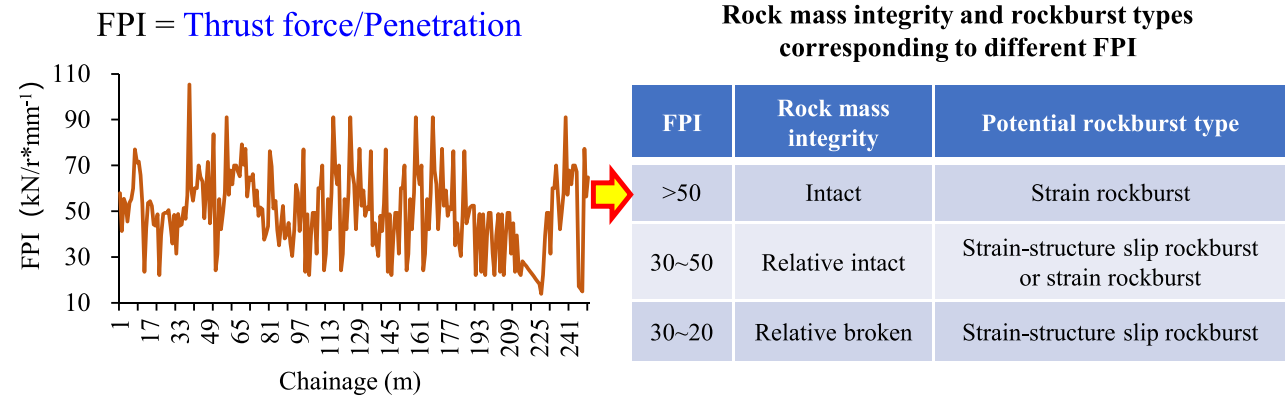 FPI = Thrust force/Penetration
110
90
70
50
30
10
FPI (kN/r*mm⁻¹)
1
17
33
49
65
81
97
113
129
145
161
177
193
209
225
241
Chainage (m)
Rock mass integrity and rockburst types
corresponding to different FPI
FPI
Rock mass
integrity
Potential rockburst type
>50
Intact
Strain rockburst
30~50
Relative intact
Strain-structure slip rockburst
or strain rockburst
30~20
Relative broken
Strain-structure slip rockburst